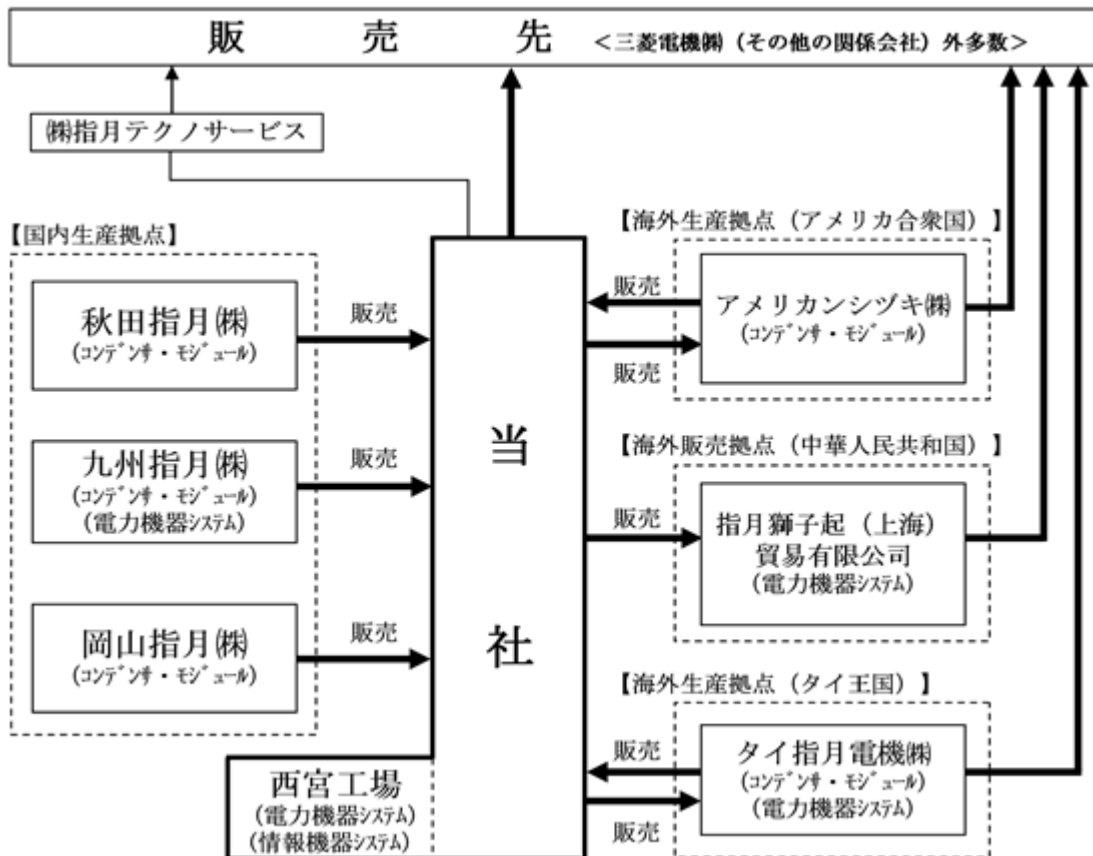 販売先 <三菱電機㈱（その他の関係会社）外多数>
㈱指月テクノサービス
【国内生産拠点】
秋田指月㈱
(ｺﾝﾃﾞﾝｻ・ﾓｼﾞｭｰﾙ)
販売
九州指月㈱
(ｺﾝﾃﾞﾝｻ・ﾓｼﾞｭｰﾙ)
(電力機器ｼｽﾃﾑ)
販売
岡山指月㈱
(ｺﾝﾃﾞﾝｻ・ﾓｼﾞｭｰﾙ)
販売
当社
西宮工場
(電力機器ｼｽﾃﾑ)
(情報機器ｼｽﾃﾑ)
【海外生産拠点（アメリカ合衆国）】
販売
アメリカンシヅキ㈱
(ｺﾝﾃﾞﾝｻ・ﾓｼﾞｭｰﾙ)
販売
【海外販売拠点（中華人民共和国）】
販売
指月獅子起（上海）
貿易有限公司
(電力機器ｼｽﾃﾑ)
【海外生産拠点（タイ王国）】
販売
タイ指月電機㈱
(ｺﾝﾃﾞﾝｻ・ﾓｼﾞｭｰﾙ)
(電力機器ｼｽﾃﾑ)
販売